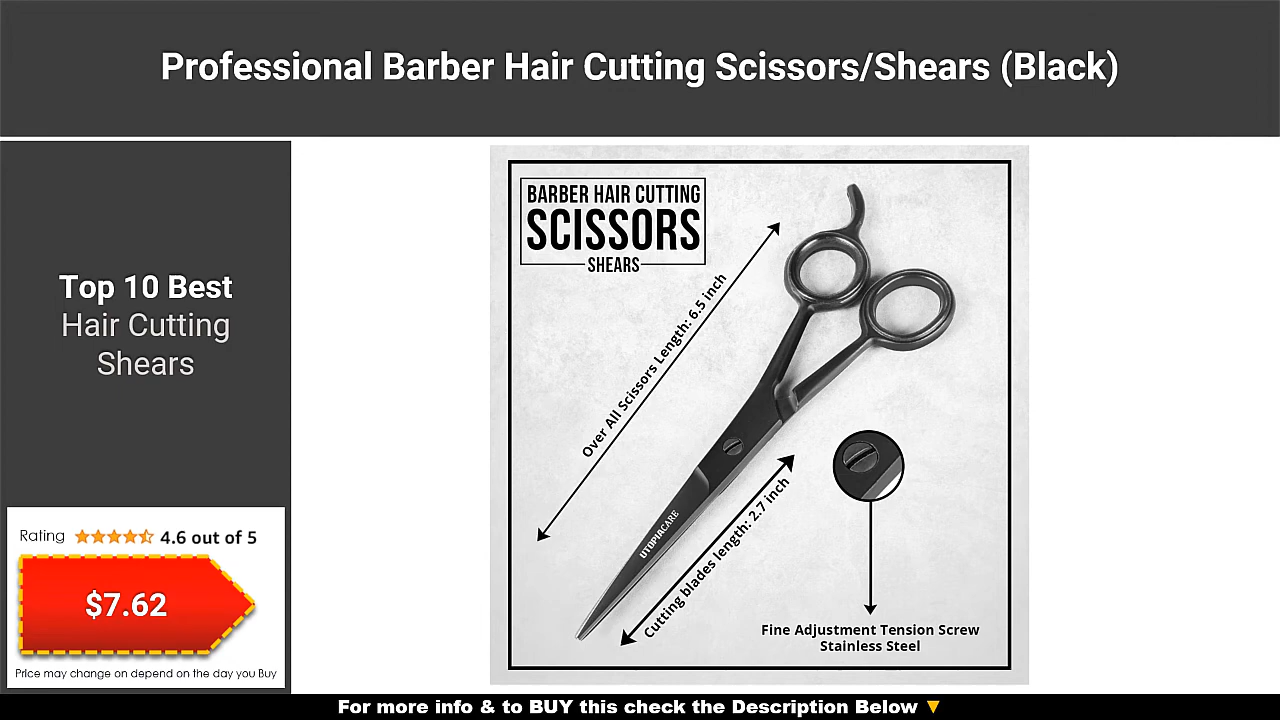 Professional Barber Hair Cutting Scissors/Shears (Black)
Top 10 Best
Hair Cutting
Shears
Rating 4.6 out of 5
$7.62
Price may change on depend on the day you Buy
BARBER HAIR CUTTING
SCISSORS
SHEARS
Over All Scissors Length: 6.5 inch
UTOPIACARE
Cutting blades length: 2.7 inch
Fine Adjustment Tension Screw
Stainless Steel
For more info & to BUY this check the Description Below ▼